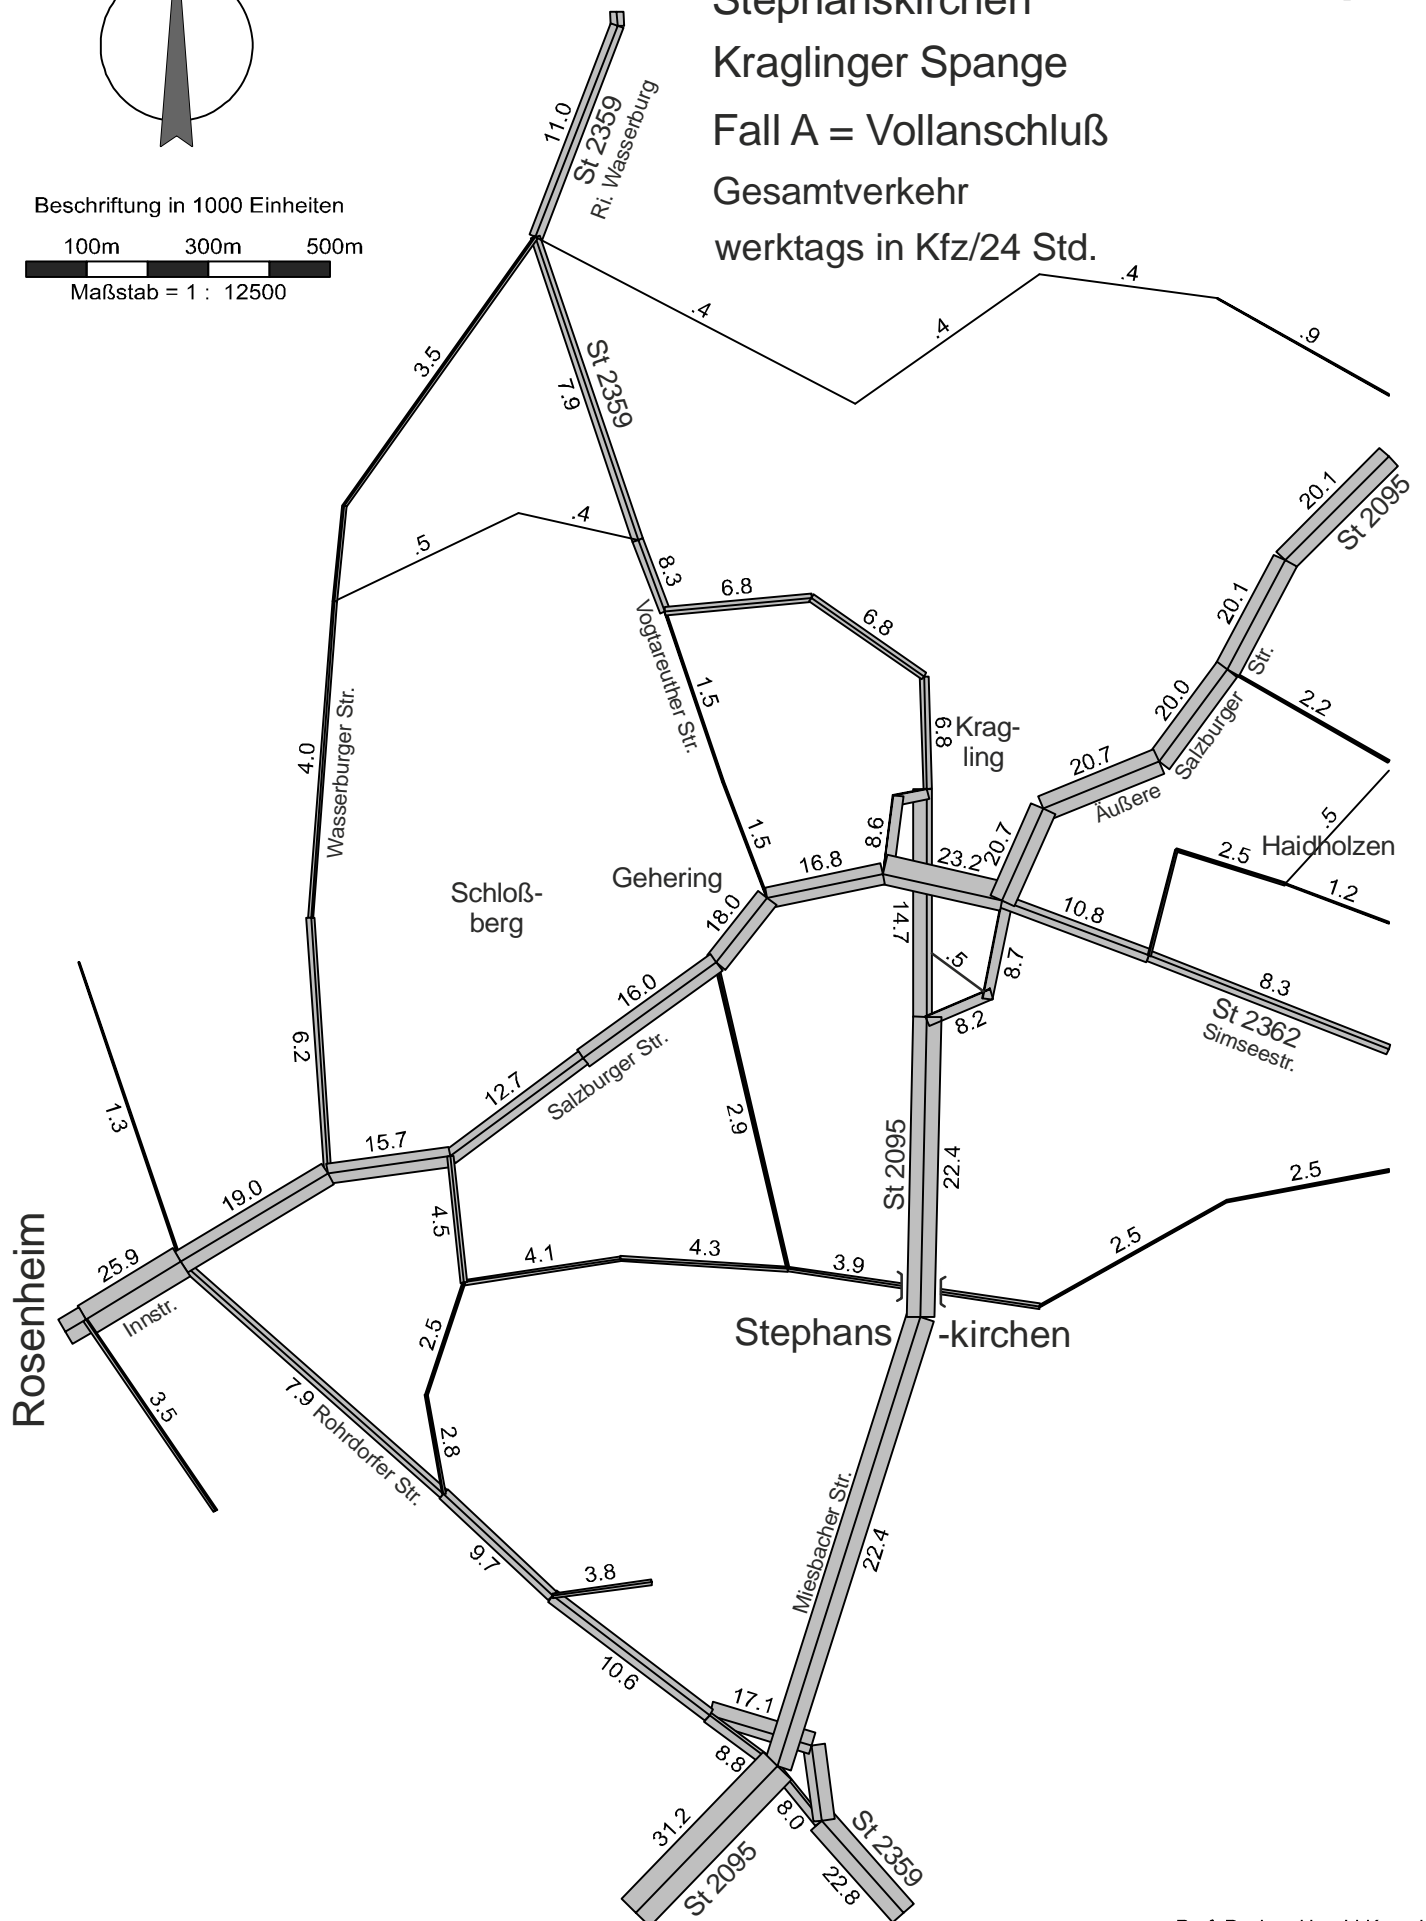 Stephanskirchen
Kraglinger Spange
Fall A = Vollanschluß
Gesamtverkehr
werktags in Kfz/24 Std.
Beschriftung in 1000 Einheiten
100m 300m 500m
Maßstab = 1 : 12500
11.0
St 2359
Ri. Wasserburg
.4
.4
.4
.9
3.5
7.9
St 2359
20.1
St 2095
.5
.4
8.3
6.8
6.8
20.1
Vogtareuther Str.
1.5
6.8
Krag-
ling
20.0
Salzburger
Str.
2.2
4.0
Wasserburger Str.
20.7
Äußere
1.5
8.6
16.8
23.2
20.7
.5
2.5
Haidholzen
1.2
Gehering
Schloß-
berg
18.0
14.7
10.8
.5
8.7
8.2
8.3
St 2362
Simseestr.
16.0
6.2
12.7
Salzburger Str.
2.9
1.3
15.7
St 2095
22.4
19.0
4.5
2.5
2.5
4.1
4.3
3.9
25.9
Innstr.
Rosenheim
Stephans -kirchen
2.5
3.5
7.9
Rohrdorfer Str.
2.8
Miesbacher Str.
22.4
9.7
3.8
10.6
17.1
8.8
31.2
St 2095
8.0
St 2359
22.8